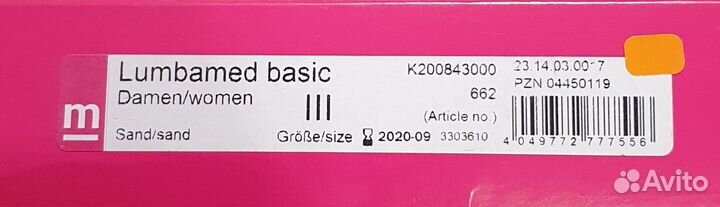 m
Lumbamed basic
Damen/women
III
Sand/sand
Größe/size
2020-09
3303610
K200843000
662
(Article no.)
23.14.03.0017
PZN 04450119
4 049772 777556
Avito